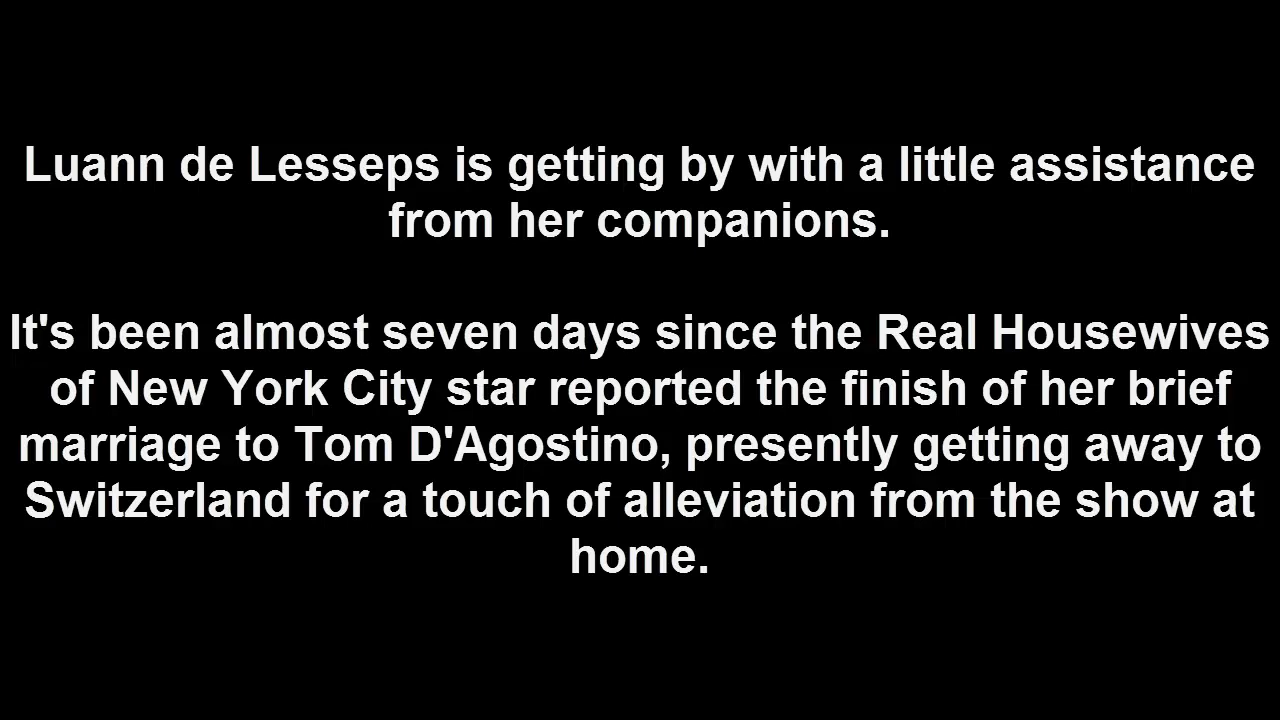 Luann de Lesseps is getting by with a little assistance
from her companions.
It's been almost seven days since the Real Housewives
of New York City star reported the finish of her brief
marriage to Tom D'Agostino, presently getting away to
Switzerland for a touch of alleviation from the show at
home.